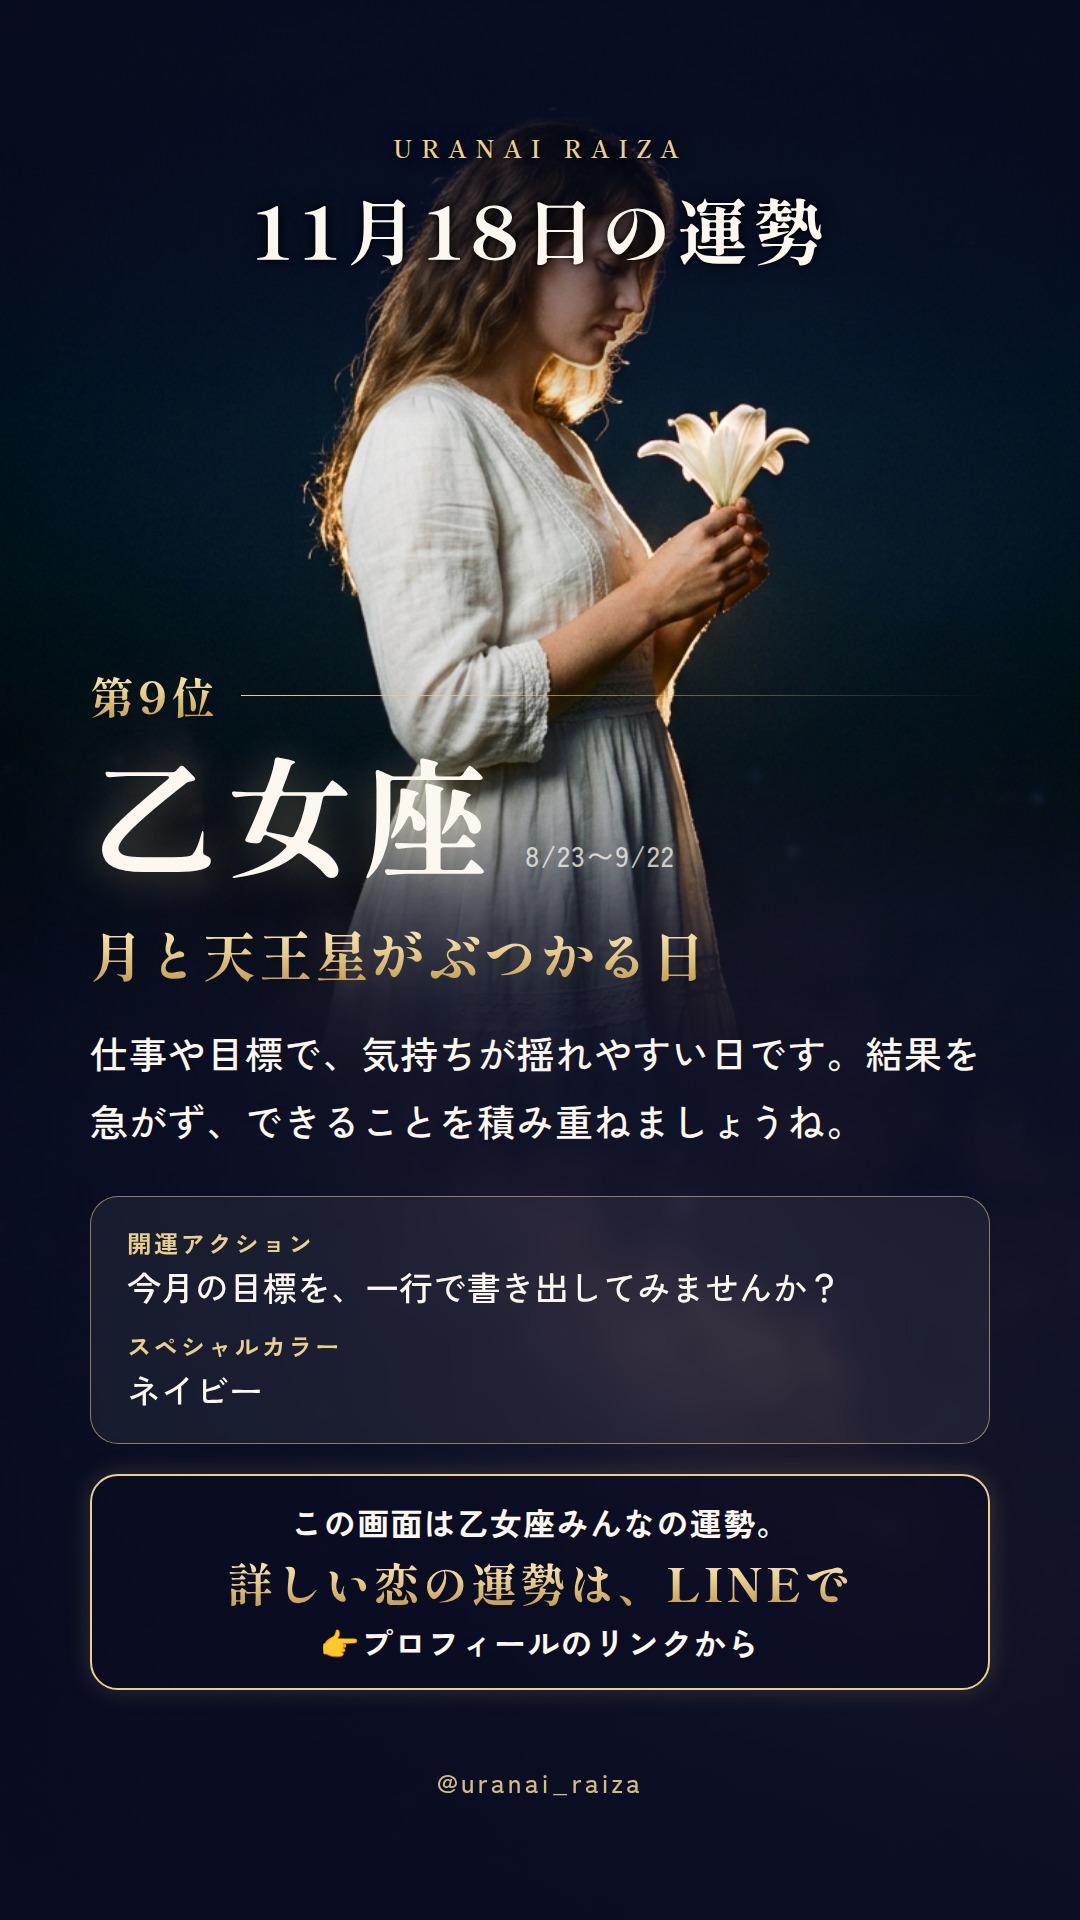 URANAI RAIZA
11月18日の運勢
第9位
乙女座 8/23〜9/22
月と天王星がぶつかる日
仕事や目標で、気持ちが揺れやすい日です。結果を
急がず、できることを積み重ねましょうね。
開運アクション
今月の目標を、一行で書き出してみませんか？
スペシャルカラー
ネイビー
この画面は乙女座みんなの運勢。
詳しい恋の運勢は、LINEで
👉プロフィールのリンクから
@uranai_raiza